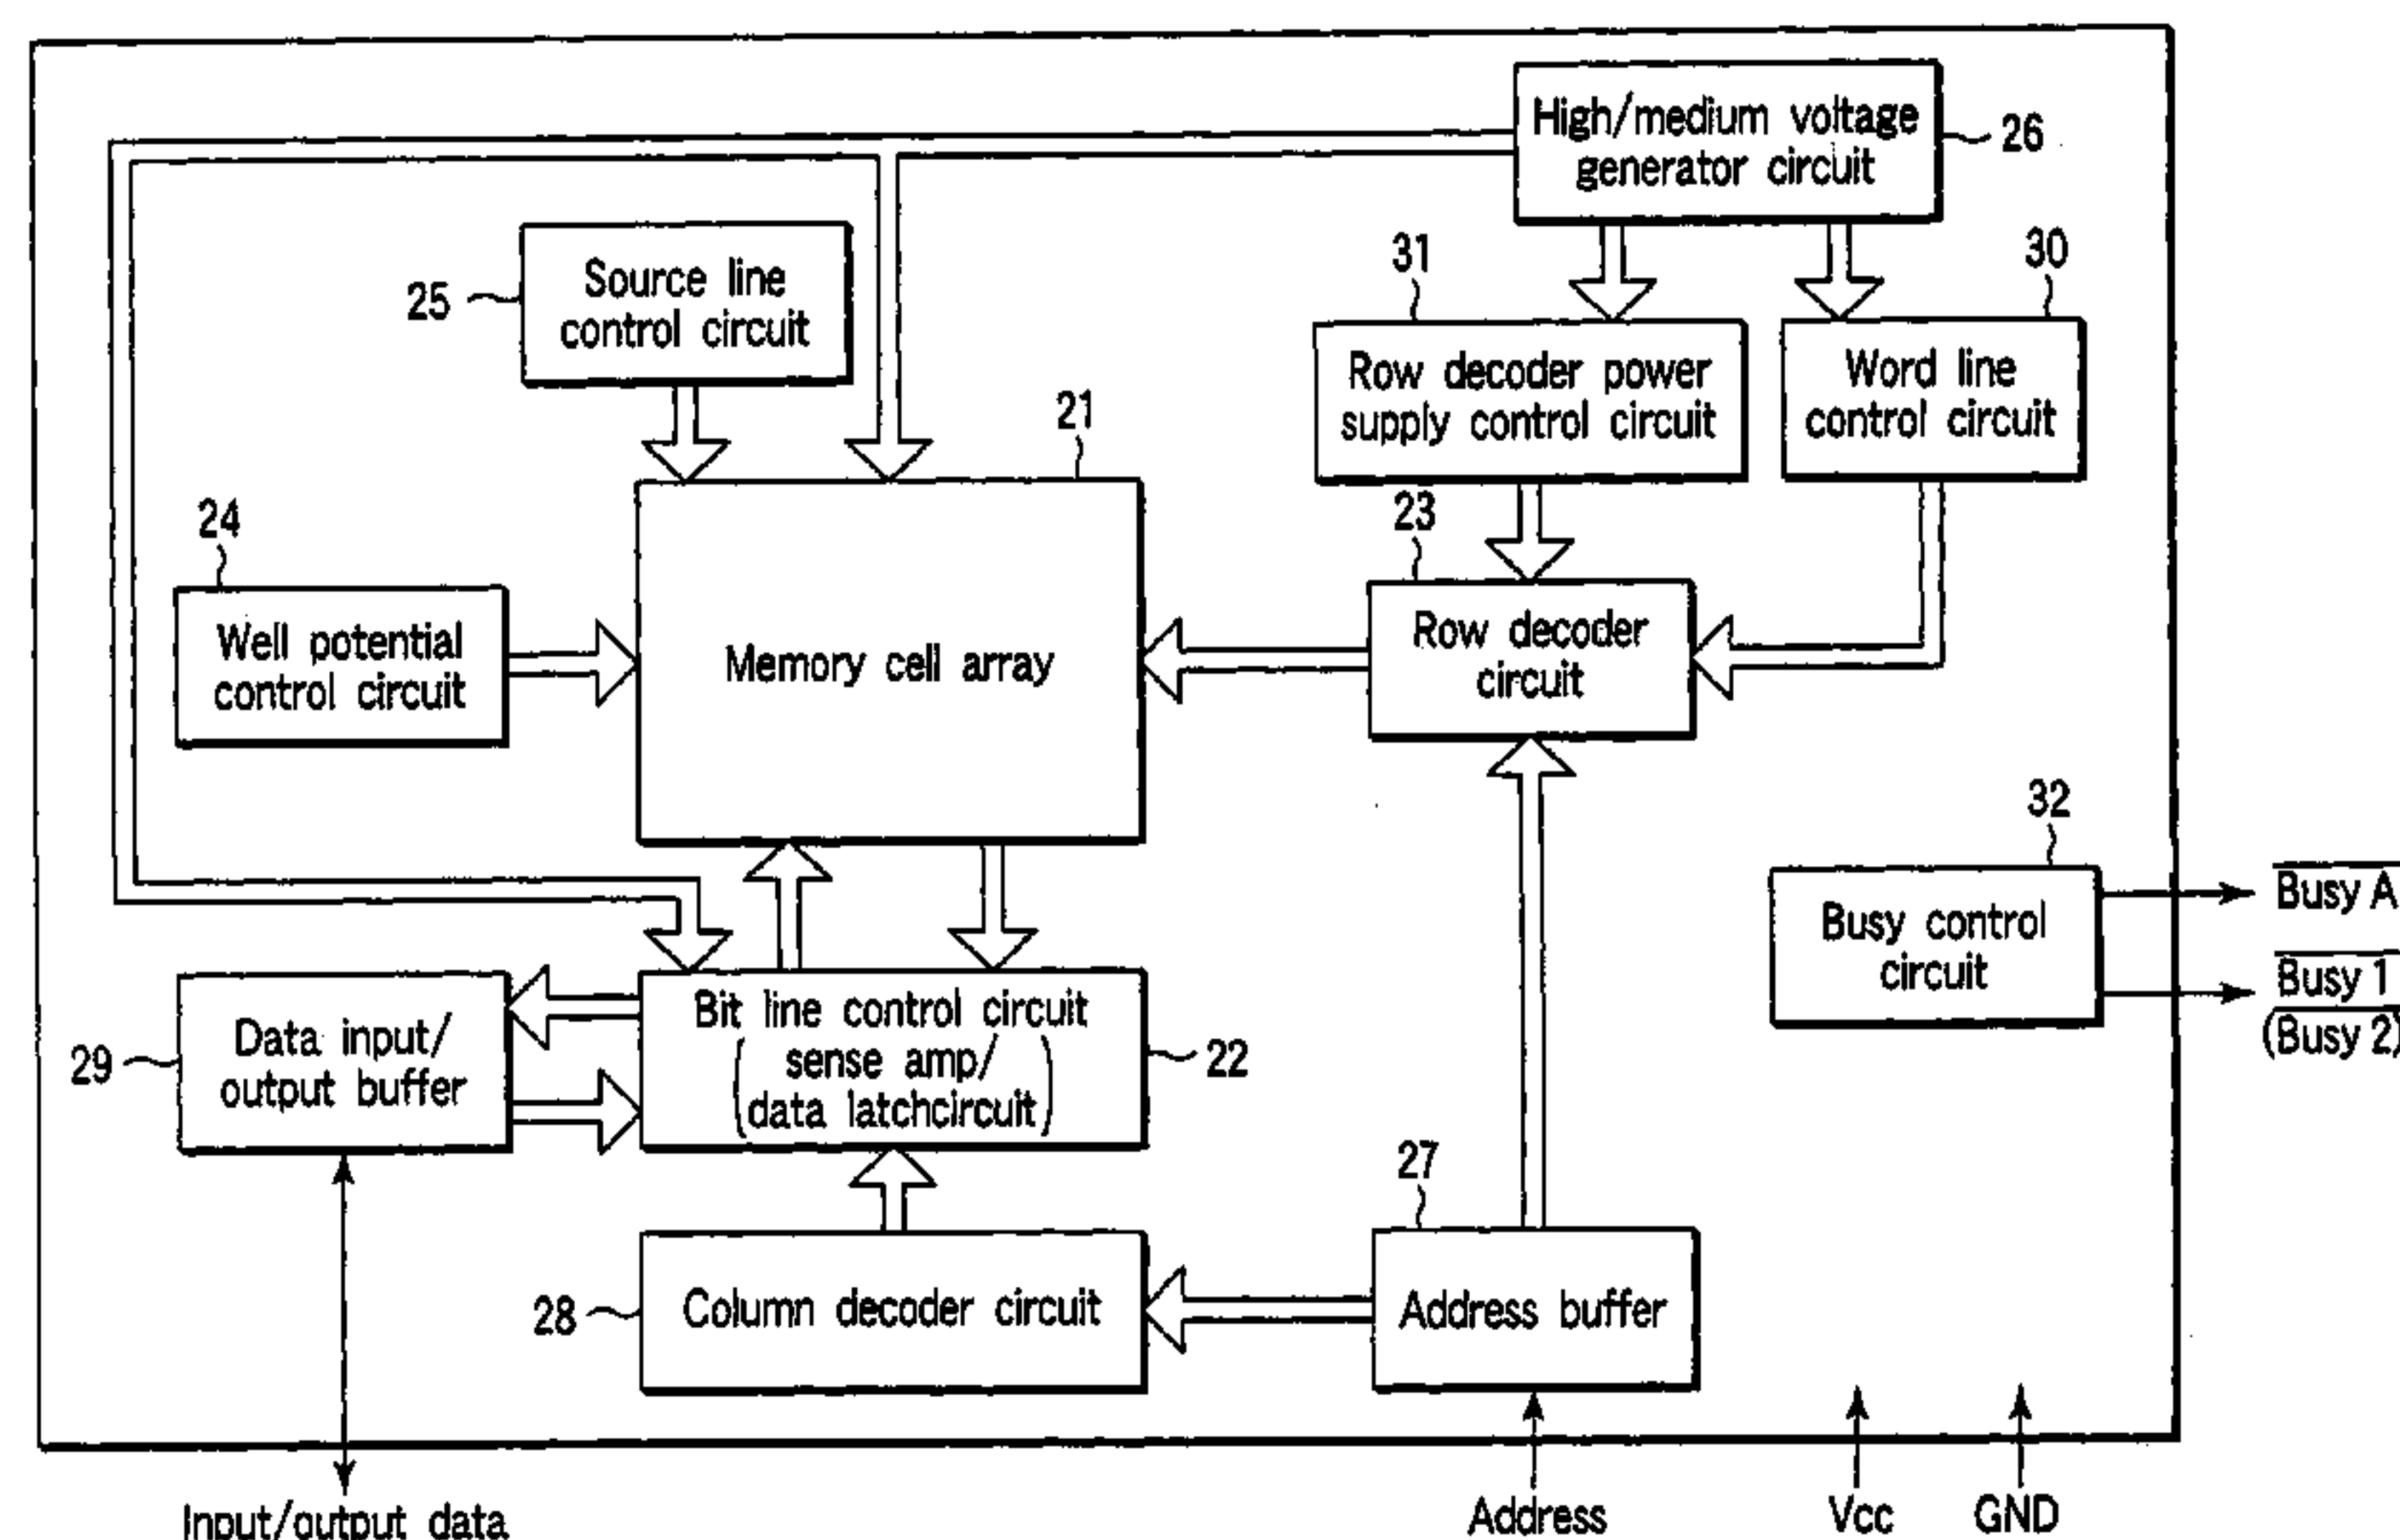 High/medium voltage
generator circuit
26
Source line
control circuit
25
31
30
Row decoder power
supply control circuit
Word line
control circuit
21
24
23
Well potential
control circuit
Memory cell array
Row decoder
circuit
32
Busy control
circuit
Busy A
Busy 1
(Busy 2)
29
Data input/
output buffer
Bit line control circuit
(sense amp/
data latchcircuit)
22
27
28
Column decoder circuit
Address buffer
Input/output data
Address
Vcc
GND